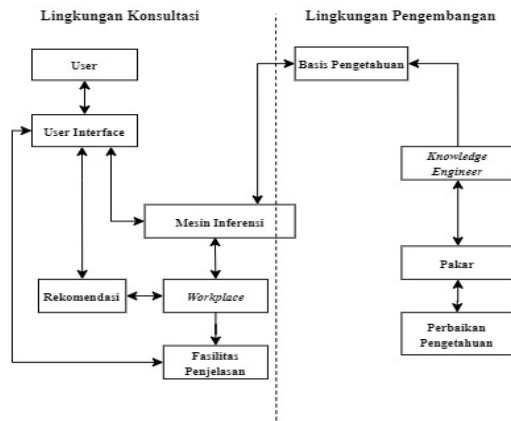 Lingkungan Konsultasi
Lingkungan Pengembangan
User
Basis Pengetahuan
User Interface
Knowledge
Engineer
Mesin Inferensi
Pakar
Rekomendasi
Workplace
Perbaikan
Pengetahuan
Fasilitas
Penjelasan